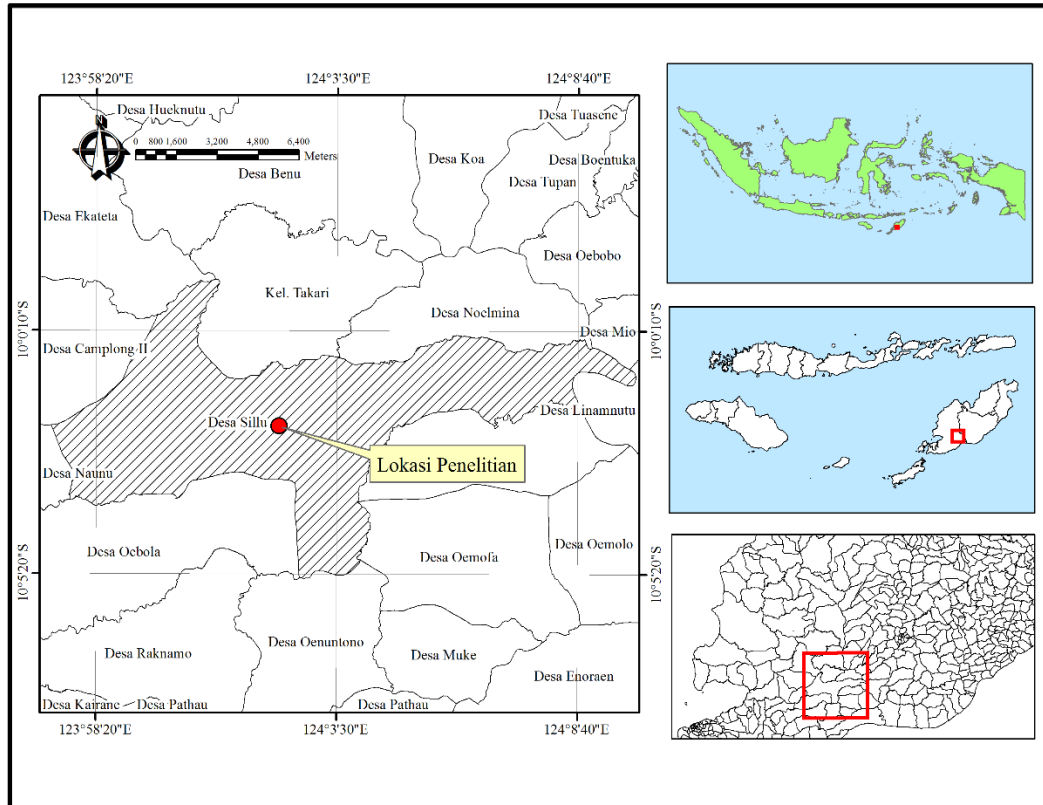 123°58'20"E 124°3'30"E 124°8'40"E
Desa Hueknutu
Desa Tuasene
N
0 800 1,600 3,200 4,800 6,400
Meters
Desa Koa
Desa Boentuka
Desa Benu
Desa Tupan
Desa Ekateta
Desa Oebobo
Kel. Takari
Desa Noelmina
10°0'10"S
10°0'10"S
Desa Mio
Desa Camplong II
Desa Linamnutu
Desa Sillu
Lokasi Penelitian
Desa Naunu
Desa Oebola
Desa Oemofa
Desa Oemolo
10°5'20"S
10°5'20"S
Desa Raknamo
Desa Oenuntono
Desa Muke
Desa Enoraen
Desa Kairane
Desa Pathau
Desa Pathau
123°58'20"E 124°3'30"E 124°8'40"E